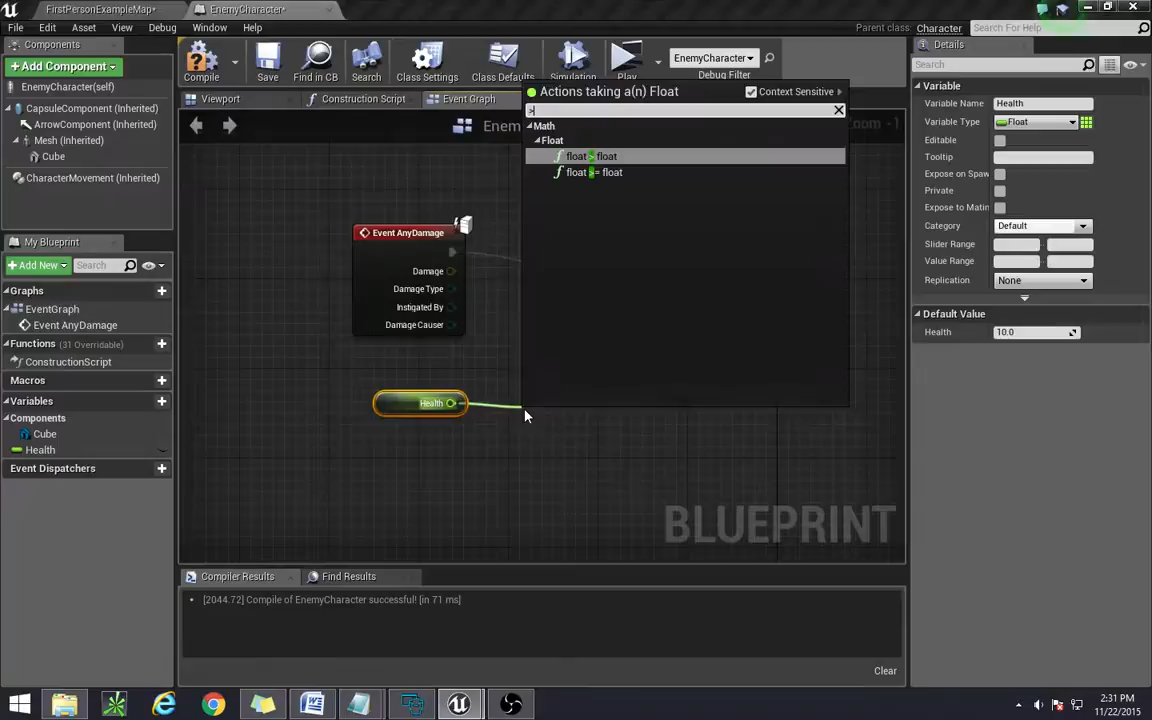 FirstPersonExampleMap*
EnemyCharacter*
File Edit Asset View Debug Window Help
Parent class: Character
Search For Help
Components
+ Add Component
EnemyCharacter(self)
CapsuleComponent (Inherited)
ArrowComponent (Inherited)
Mesh (Inherited)
Cube
CharacterMovement (Inherited)
Compile
Save
Find in CB
Search
Class Settings
Class Defaults
Simulation
Play
EnemyCharacter
Debug Filter
Viewport
Construction Script
Event Graph
Enem
Zoom -1
Actions taking a(n) Float
Context Sensitive
>
Math
Float
float > float
float >= float
Event AnyDamage
Damage
Damage Type
Instigated By
Damage Causer
Health
BLUEPRINT
My Blueprint
+ Add New
Search
Graphs
EventGraph
Event AnyDamage
Functions (31 Overridable)
ConstructionScript
Macros
Variables
Components
Cube
Health
Event Dispatchers
Compiler Results
Find Results
[2044.72] Compile of EnemyCharacter successful! [in 71 ms]
Clear
Details
Search
Variable
Variable Name Health
Variable Type Float
Editable
Tooltip
Expose on Spaw
Private
Expose to Matin
Category Default
Slider Range
Value Range
Replication None
Default Value
Health 10.0
2:31 PM
11/22/2015